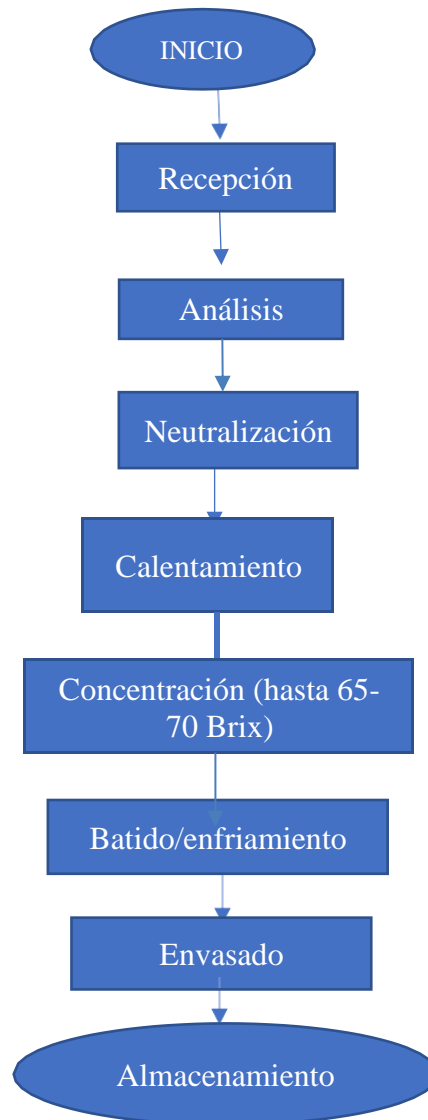 INICIO
Recepción
Análisis
Neutralización
Calentamiento
Concentración (hasta 65-
70 Brix)
Batido/enfriamiento
Envasado
Almacenamiento